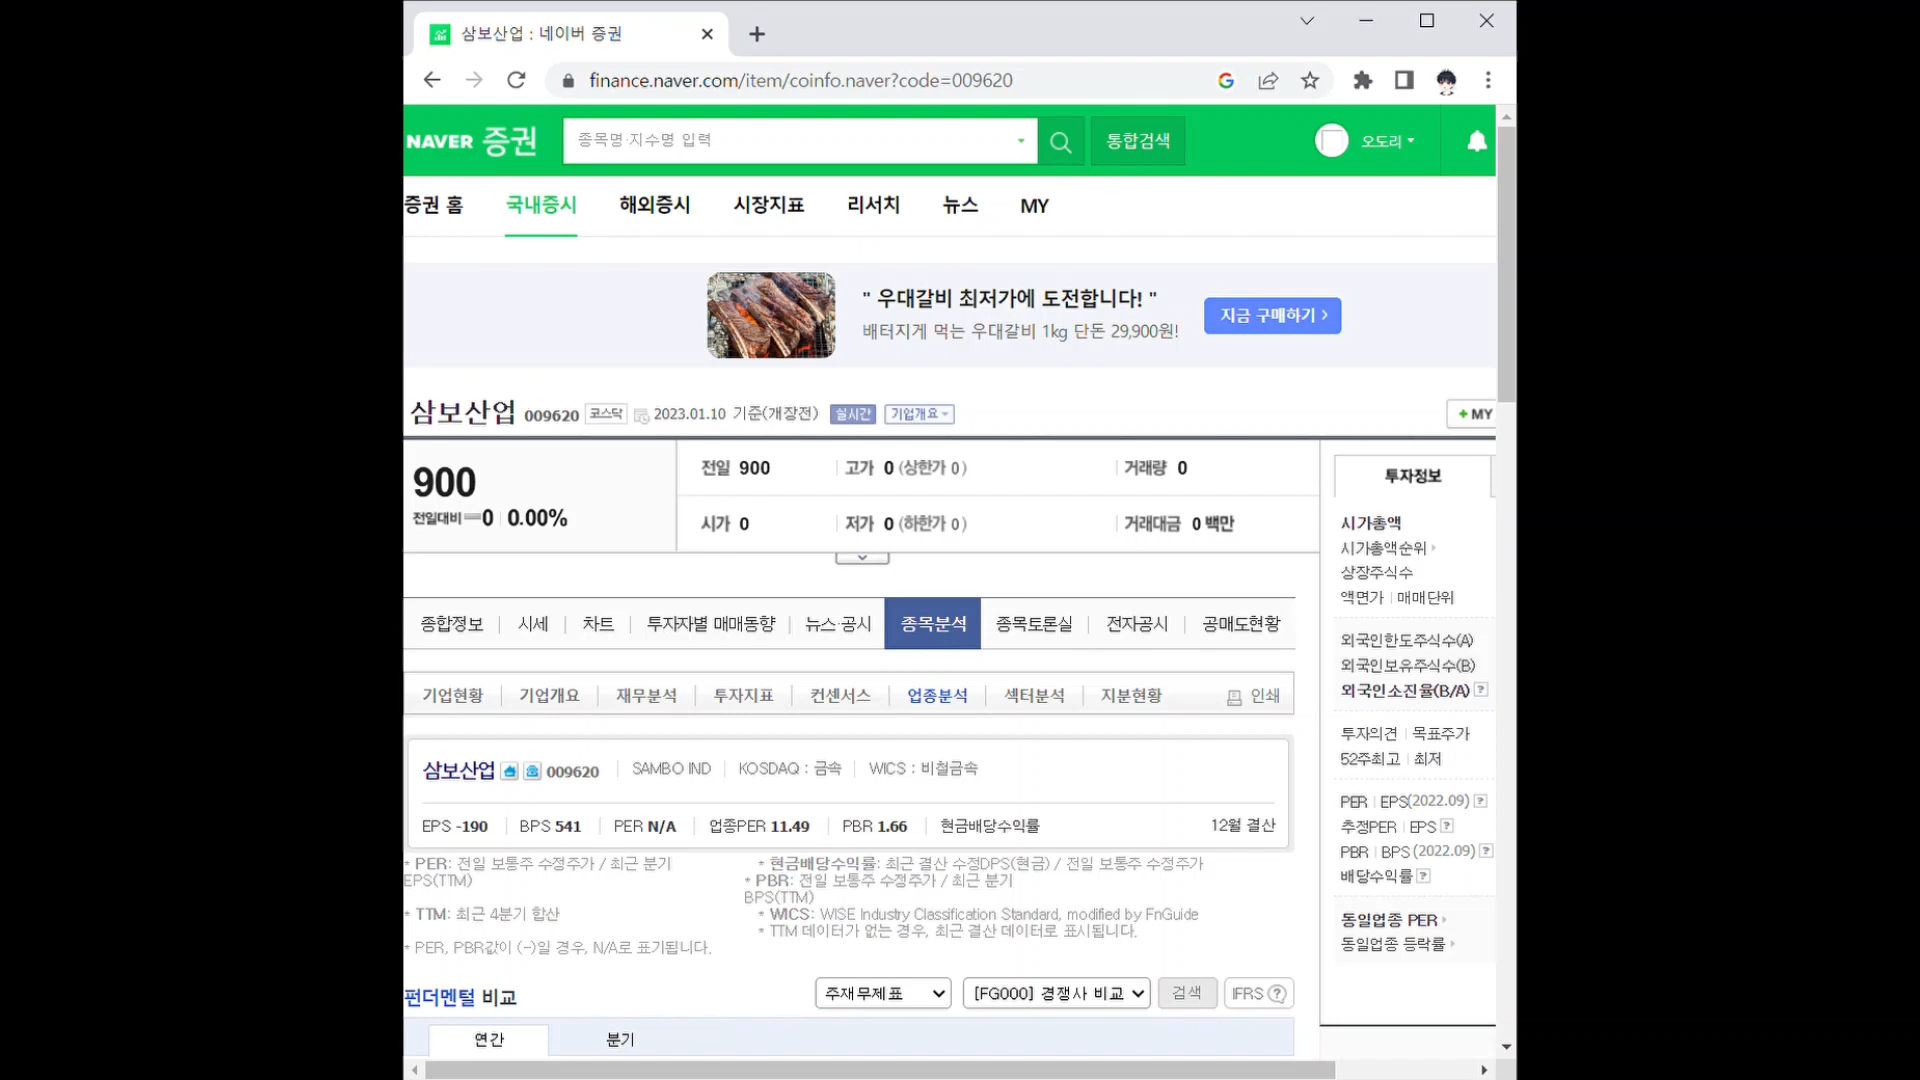 삼보산업 : 네이버 증권
finance.naver.com/item/coinfo.naver?code=009620
NAVER 증권 종목명·지수명 입력 통합검색 오도리
증권 홈 국내증시 해외증시 시장지표 리서치 뉴스 MY
" 우대갈비 최저가에 도전합니다! "
배터지게 먹는 우대갈비 1kg 단돈 29,900원!
지금 구매하기
삼보산업 009620 코스닥 2023.01.10 기준(개장전) 실시간 기업개요 + MY
900
전일대비 0 0.00%
전일 900 고가 0 (상한가 0) 거래량 0
시가 0 저가 0 (하한가 0) 거래대금 0 백만
종합정보 시세 차트 투자자별 매매동향 뉴스·공시 종목분석 종목토론실 전자공시 공매도현황
기업현황 기업개요 재무분석 투자지표 컨센서스 업종분석 섹터분석 지분현황 인쇄
삼보산업 009620 SAMBO IND KOSDAQ : 금속 WICS : 비철금속
EPS -190 BPS 541 PER N/A 업종PER 11.49 PBR 1.66 현금배당수익률 12월 결산
* PER: 전일 보통주 수정주가 / 최근 분기
EPS(TTM)
* TTM: 최근 4분기 합산
* PER, PBR값이 (-)일 경우, N/A로 표기됩니다.
* 현금배당수익률: 최근 결산 수정DPS(현금) / 전일 보통주 수정주가
* PBR: 전일 보통주 수정주가 / 최근 분기
BPS(TTM)
* WICS: WISE Industry Classification Standard, modified by FnGuide
* TTM 데이터가 없는 경우, 최근 결산 데이터로 표시됩니다.
펀더멘털 비교 주재무제표 [FG000] 경쟁사 비교 검색 IFRS ?
연간 분기
투자정보
시가총액
시가총액순위
상장주식수
액면가 매매단위
외국인한도주식수(A)
외국인보유주식수(B)
외국인소진율(B/A) ?
투자의견 목표주가
52주최고 최저
PER EPS(2022.09) ?
추정PER EPS ?
PBR BPS (2022.09) ?
배당수익률 ?
동일업종 PER
동일업종 등락률